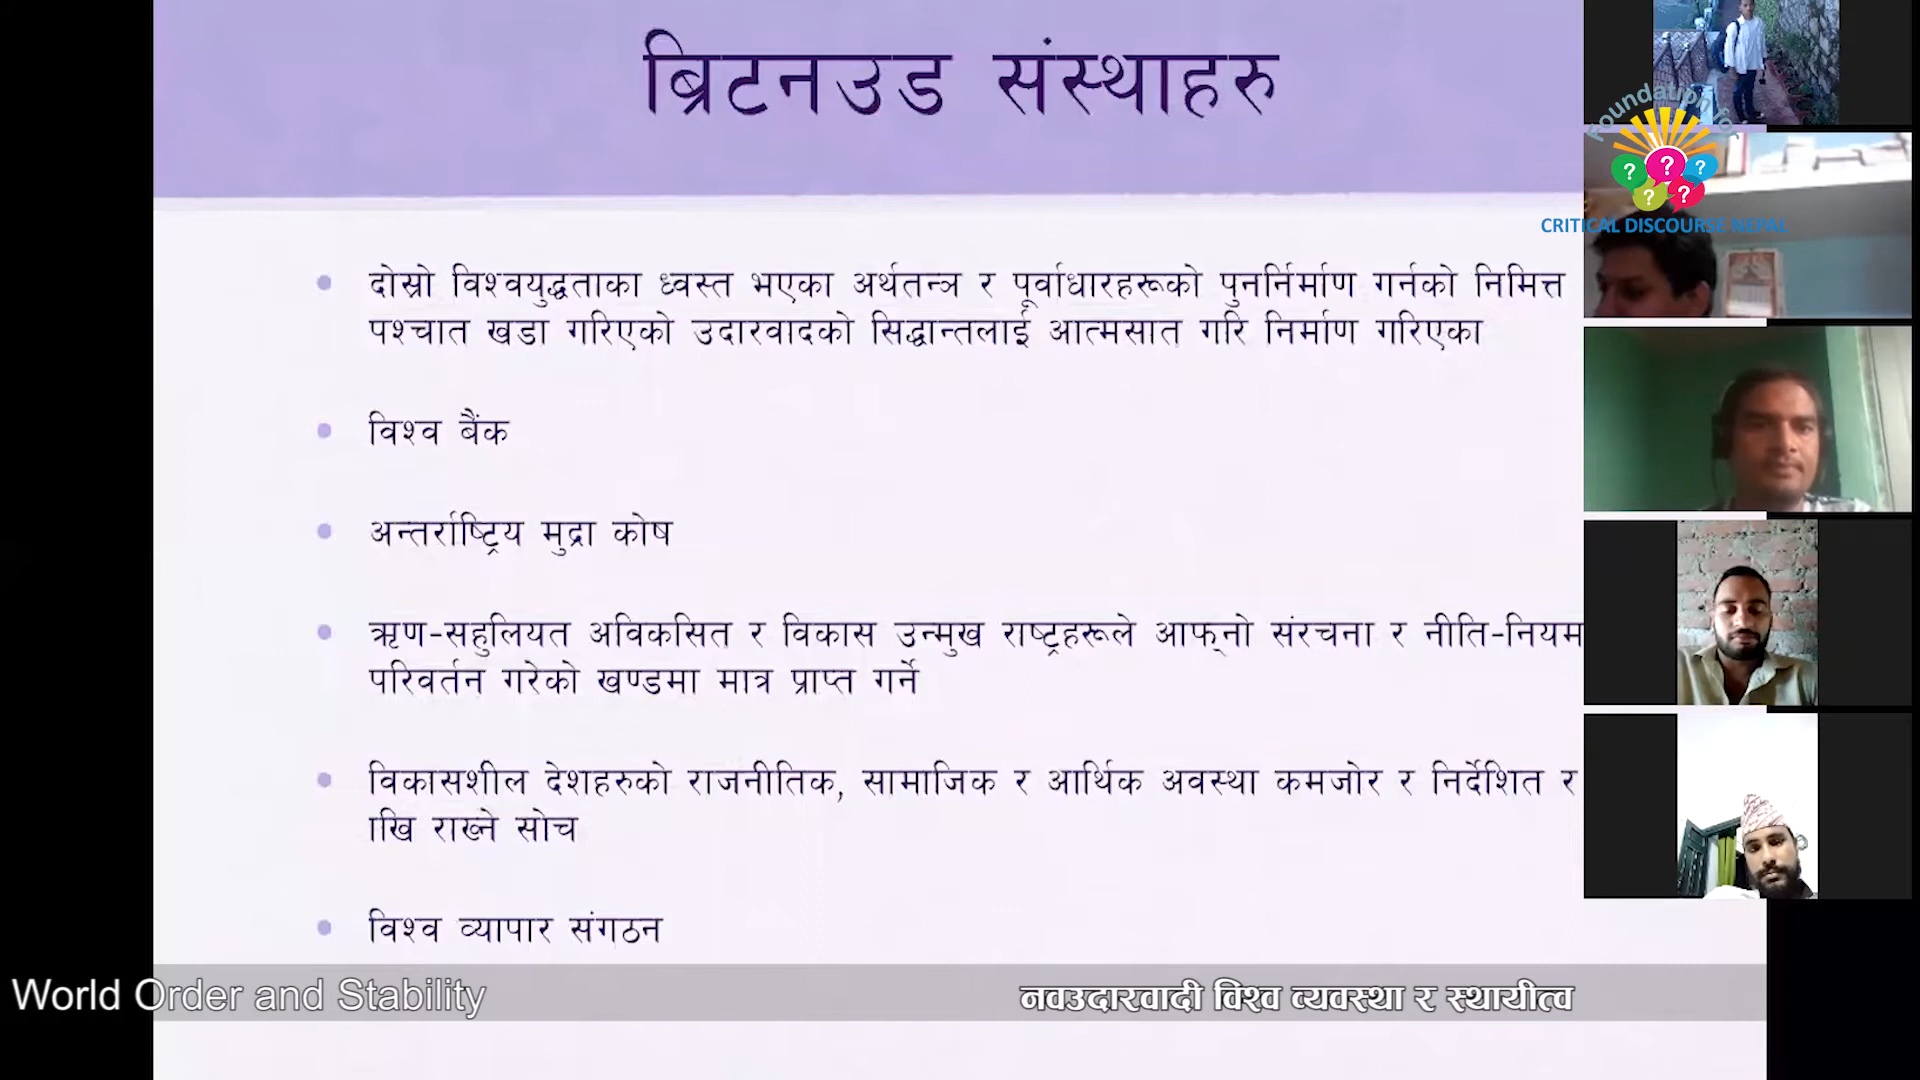 ब्रिटनउड संस्थाहरु
Foundation for
CRITICAL DISCOURSE NEPAL
दोस्रो विश्वयुद्धताका ध्वस्त भएका अर्थतन्त्र र पूर्वाधारहरूको पुनर्निर्माण गर्नको निमित्त
पश्चात खडा गरिएको उदारवादको सिद्धान्तलाई आत्मसात गरि निर्माण गरिएका
विश्व बैंक
अन्तर्राष्ट्रिय मुद्रा कोष
ऋण-सहुलियत अविकसित र विकास उन्मुख राष्ट्रहरूले आफ्नो संरचना र नीति-नियम
परिवर्तन गरेको खण्डमा मात्र प्राप्त गर्ने
विकासशील देशहरुको राजनीतिक, सामाजिक र आर्थिक अवस्था कमजोर र निर्देशित र
ाखि राख्ने सोच
विश्व व्यापार संगठन
World Order and Stability
नवउदारवादी विश्व व्यवस्था र स्थायीत्व